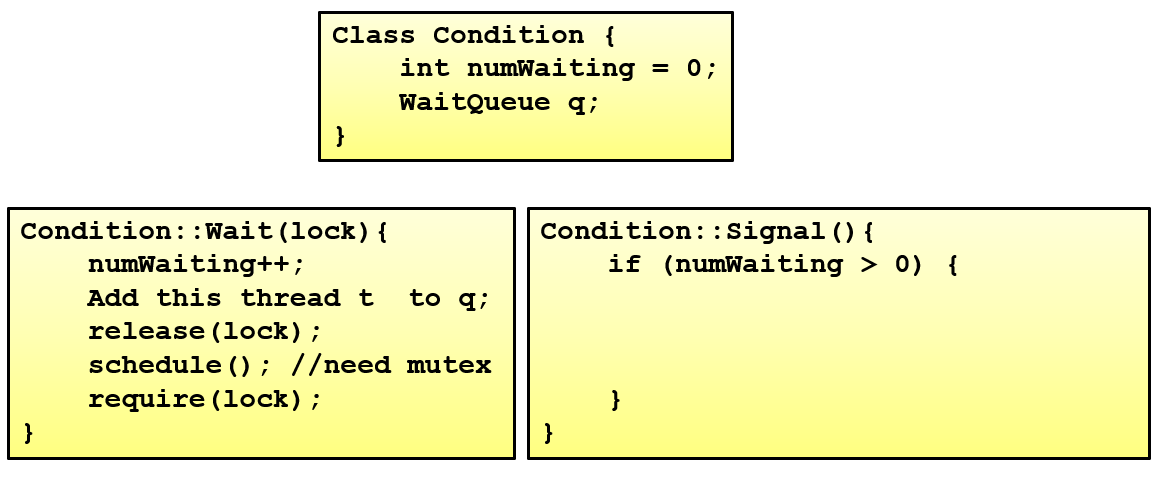 Class Condition {
    int numWaiting = 0;
    WaitQueue q;
}
Condition::Wait(lock){
    numWaiting++;
    Add this thread t  to q;
    release(lock);
    schedule(); //need mutex
    require(lock);
}
Condition::Signal(){
    if (numWaiting > 0) {
    }
}